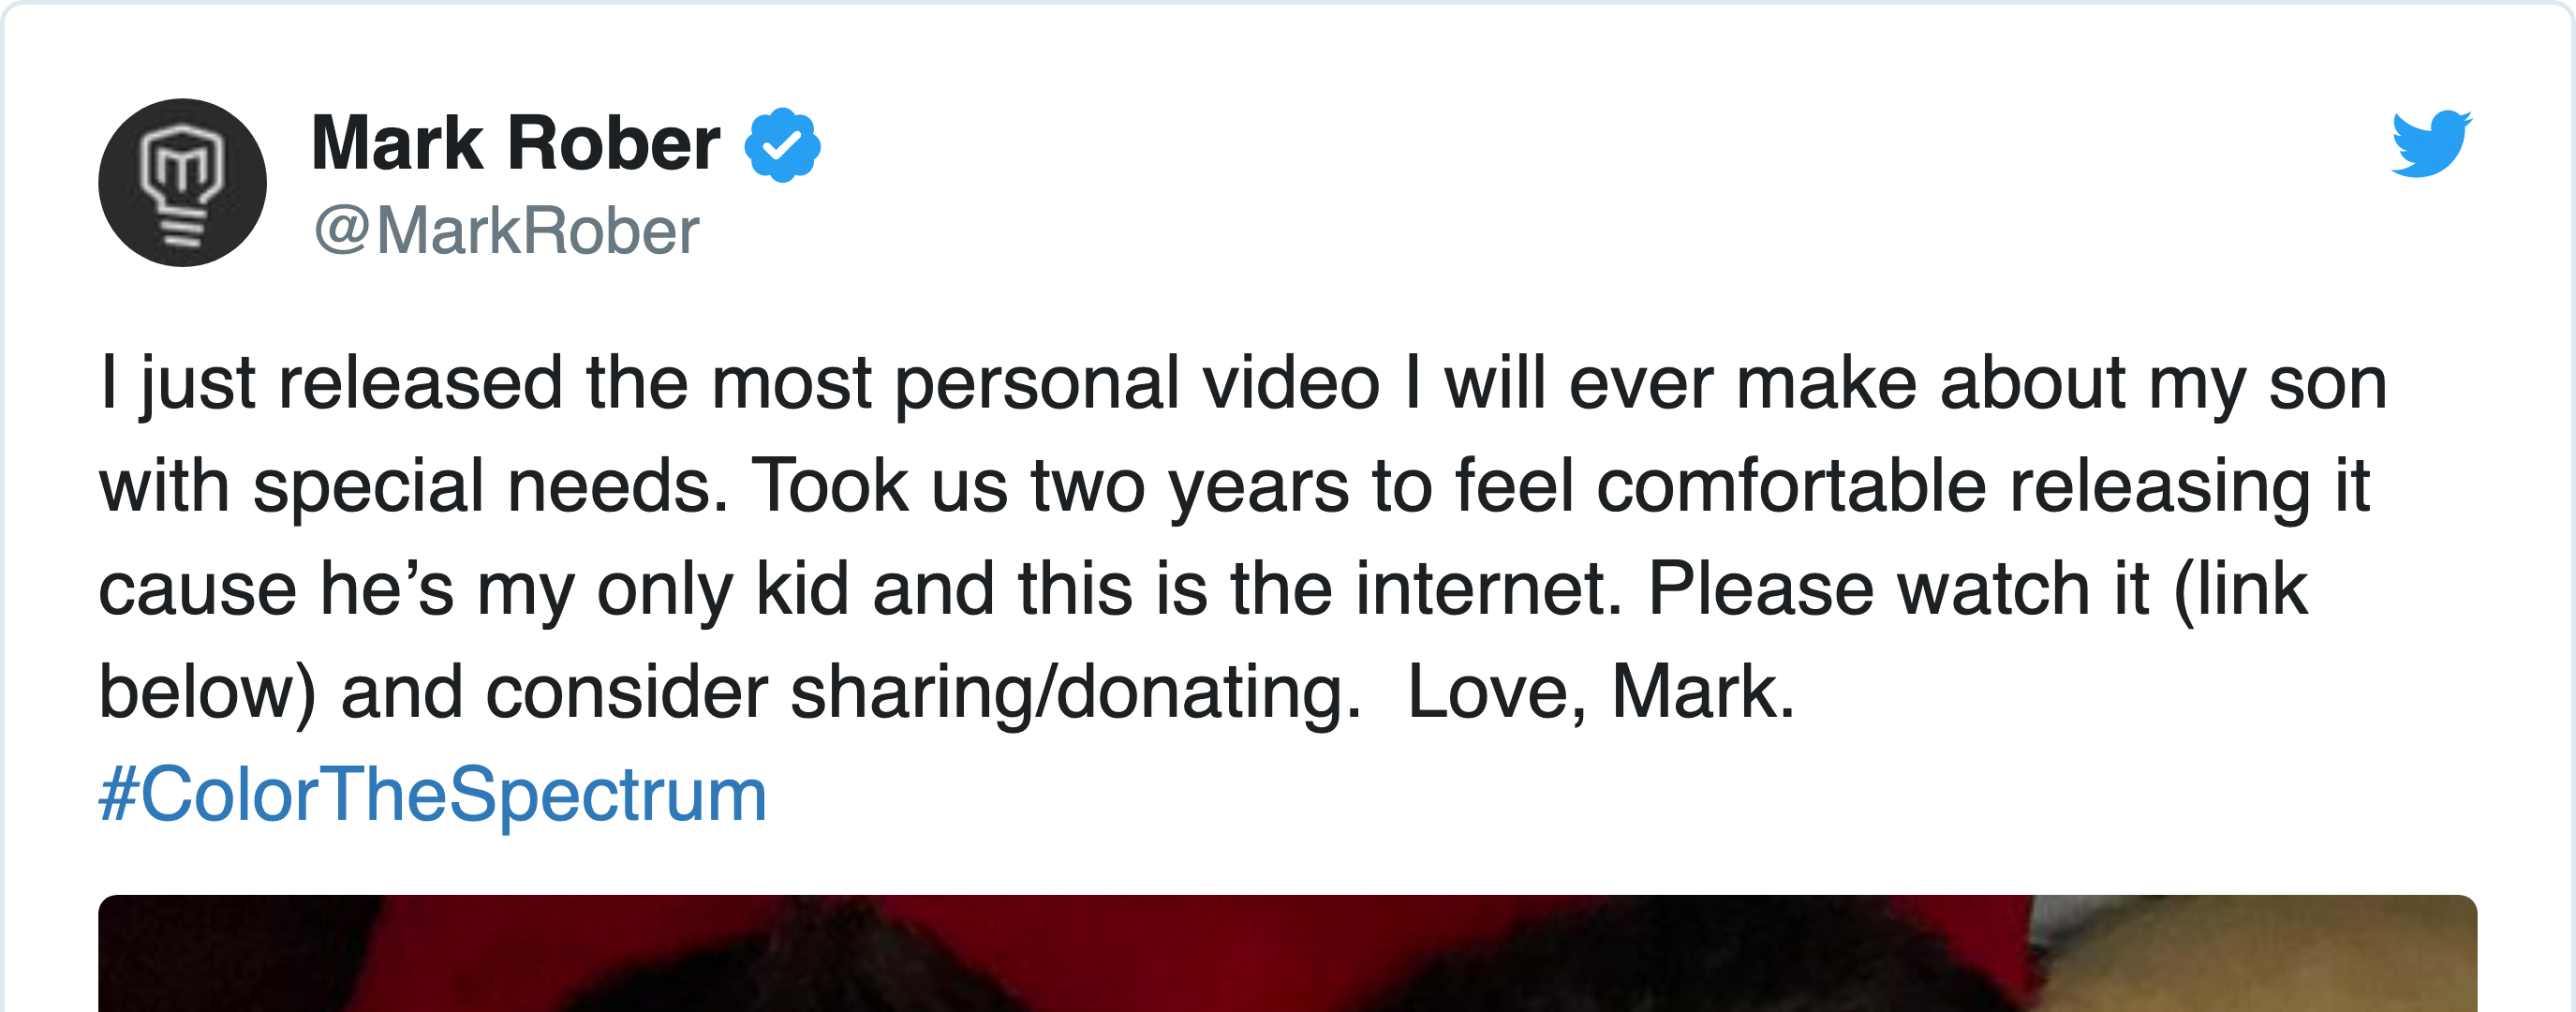 Mark Rober
@MarkRober
I just released the most personal video I will ever make about my son
with special needs. Took us two years to feel comfortable releasing it
cause he’s my only kid and this is the internet. Please watch it (link
below) and consider sharing/donating.  Love, Mark.
#ColorTheSpectrum